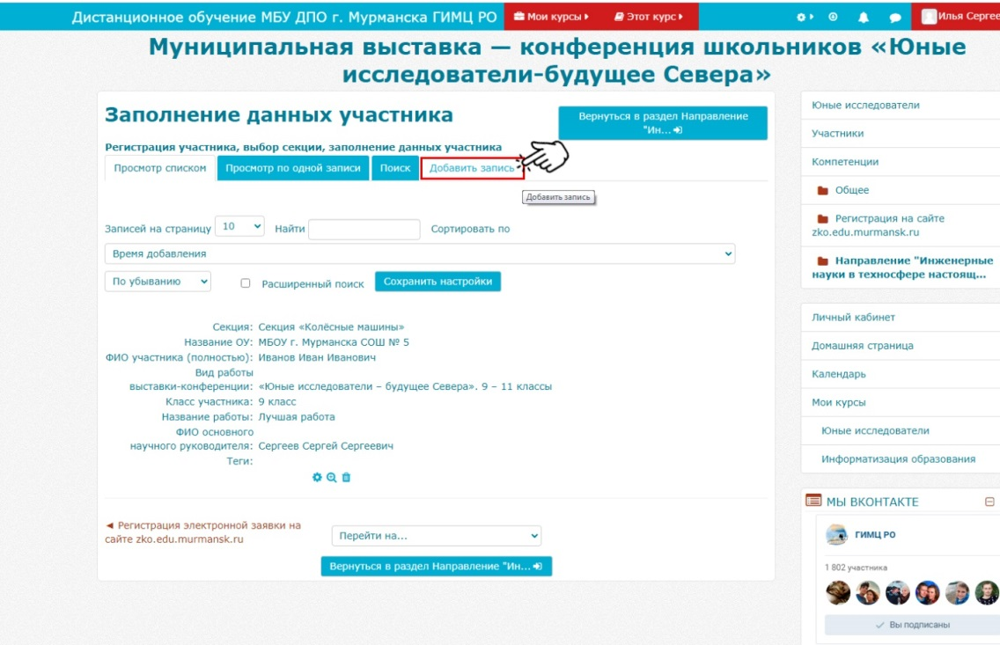 Дистанционное обучение МБУ ДПО г. Мурманска ГИМЦ РО
Мои курсы
Этот курс
Илья Сергее
Муниципальная выставка — конференция школьников «Юные
исследователи-будущее Севера»
Заполнение данных участника
Вернуться в раздел Направление
"Ин...
Регистрация участника, выбор секции, заполнение данных участника
Просмотр списком
Просмотр по одной записи
Поиск
Добавить запись
Добавить запись
Записей на страницу 10 Найти Сортировать по
Время добавления
По убыванию Расширенный поиск Сохранить настройки
Секция: Секция «Колёсные машины»
Название ОУ: МБОУ г. Мурманска СОШ № 5
ФИО участника (полностью): Иванов Иван Иванович
Вид работы
выставки-конференции: «Юные исследователи – будущее Севера». 9 – 11 классы
Класс участника: 9 класс
Название работы: Лучшая работа
ФИО основного
научного руководителя: Сергеев Сергей Сергеевич
Теги:
◄ Регистрация электронной заявки на
сайте zko.edu.murmansk.ru
Перейти на...
Вернуться в раздел Направление "Ин...
Юные исследователи
Участники
Компетенции
Общее
Регистрация на сайте
zko.edu.murmansk.ru
Направление "Инженерные
науки в техносфере настоящ...
Личный кабинет
Домашняя страница
Календарь
Мои курсы
Юные исследователи
Информатизация образования
МЫ ВКОНТАКТЕ
ГИМЦ РО
1 802 участника
Вы подписаны